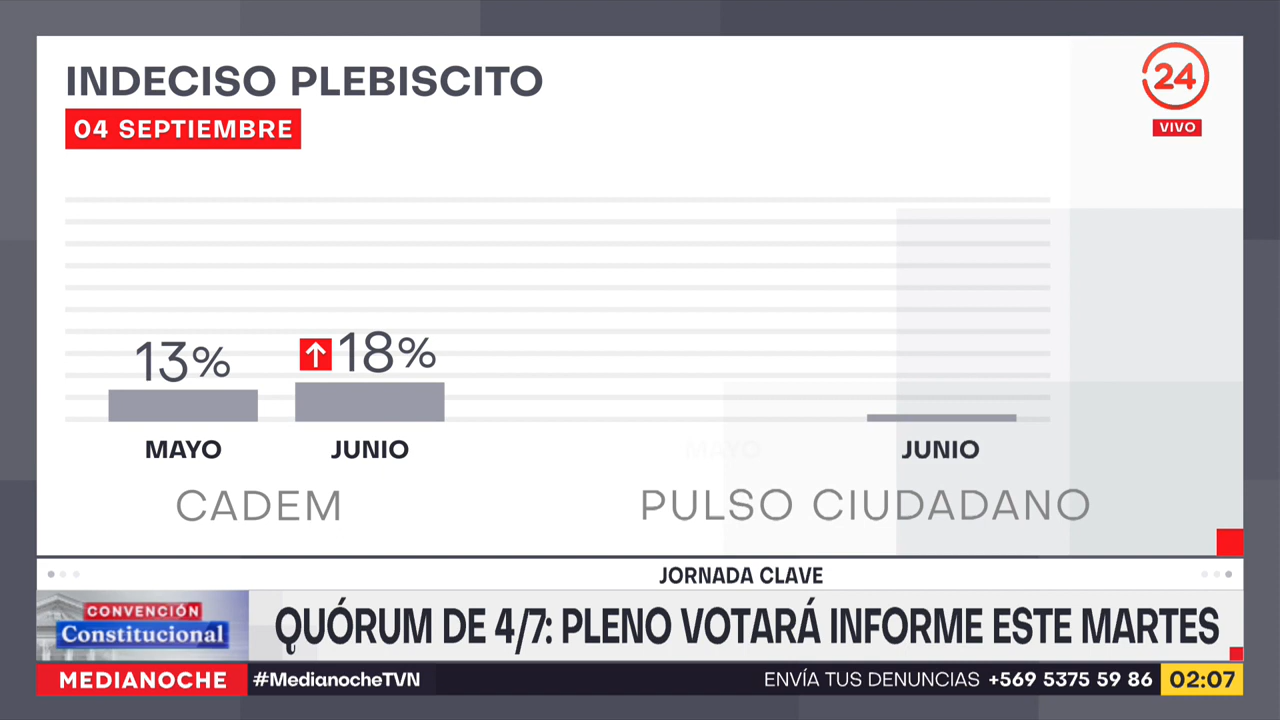 INDECISO PLEBISCITO
04 SEPTIEMBRE
24
VIVO
13%
18%
MAYO
JUNIO
MAYO
JUNIO
CADEM
PULSO CIUDADANO
JORNADA CLAVE
CONVENCIÓN
Constitucional
QUÓRUM DE 4/7: PLENO VOTARÁ INFORME ESTE MARTES
MEDIANOCHE
#MedianocheTVN
ENVÍA TUS DENUNCIAS +569 5375 59 86
02:07